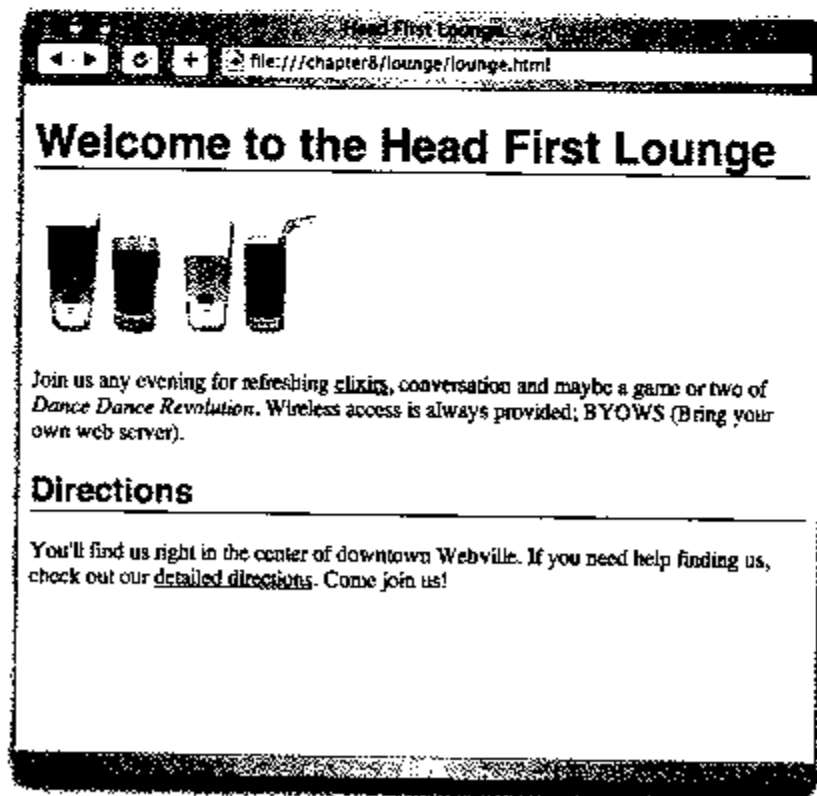 Head First Lounge
file:///chapter8/lounge/lounge.html
Welcome to the Head First Lounge
Join us any evening for refreshing elixirs, conversation and maybe a game or two of
Dance Dance Revolution. Wireless access is always provided; BYOWS (Bring your
own web server).
Directions
You'll find us right in the center of downtown Webville. If you need help finding us,
check out our detailed directions. Come join us!